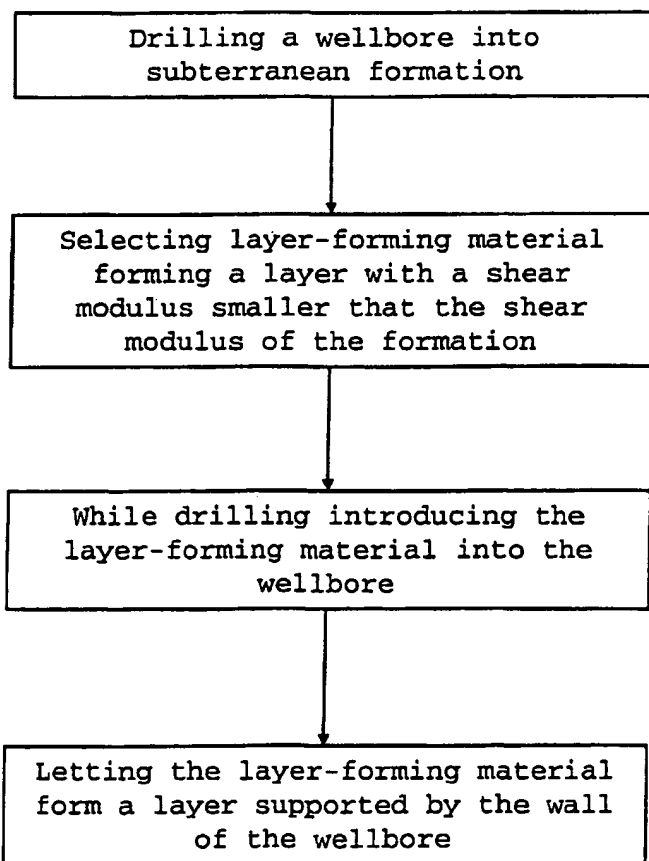 Drilling a wellbore into
subterranean formation
Selecting layer-forming material
forming a layer with a shear
modulus smaller that the shear
modulus of the formation
While drilling introducing the
layer-forming material into the
wellbore
Letting the layer-forming material
form a layer supported by the wall
of the wellbore